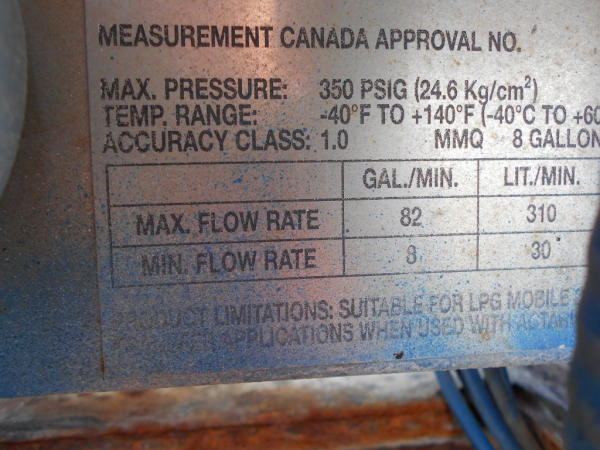 MEASUREMENT CANADA APPROVAL NO.
MAX. PRESSURE: 350 PSIG (24.6 Kg/cm²)
TEMP. RANGE: -40°F TO +140°F (-40°C TO +60
ACCURACY CLASS: 1.0 MMQ 8 GALLON
GAL./MIN. LIT./MIN.
MAX. FLOW RATE 82 310
MIN. FLOW RATE 8 30
PRODUCT LIMITATIONS: SUITABLE FOR LPG MOBILE
APPLICATIONS WHEN USED WITH